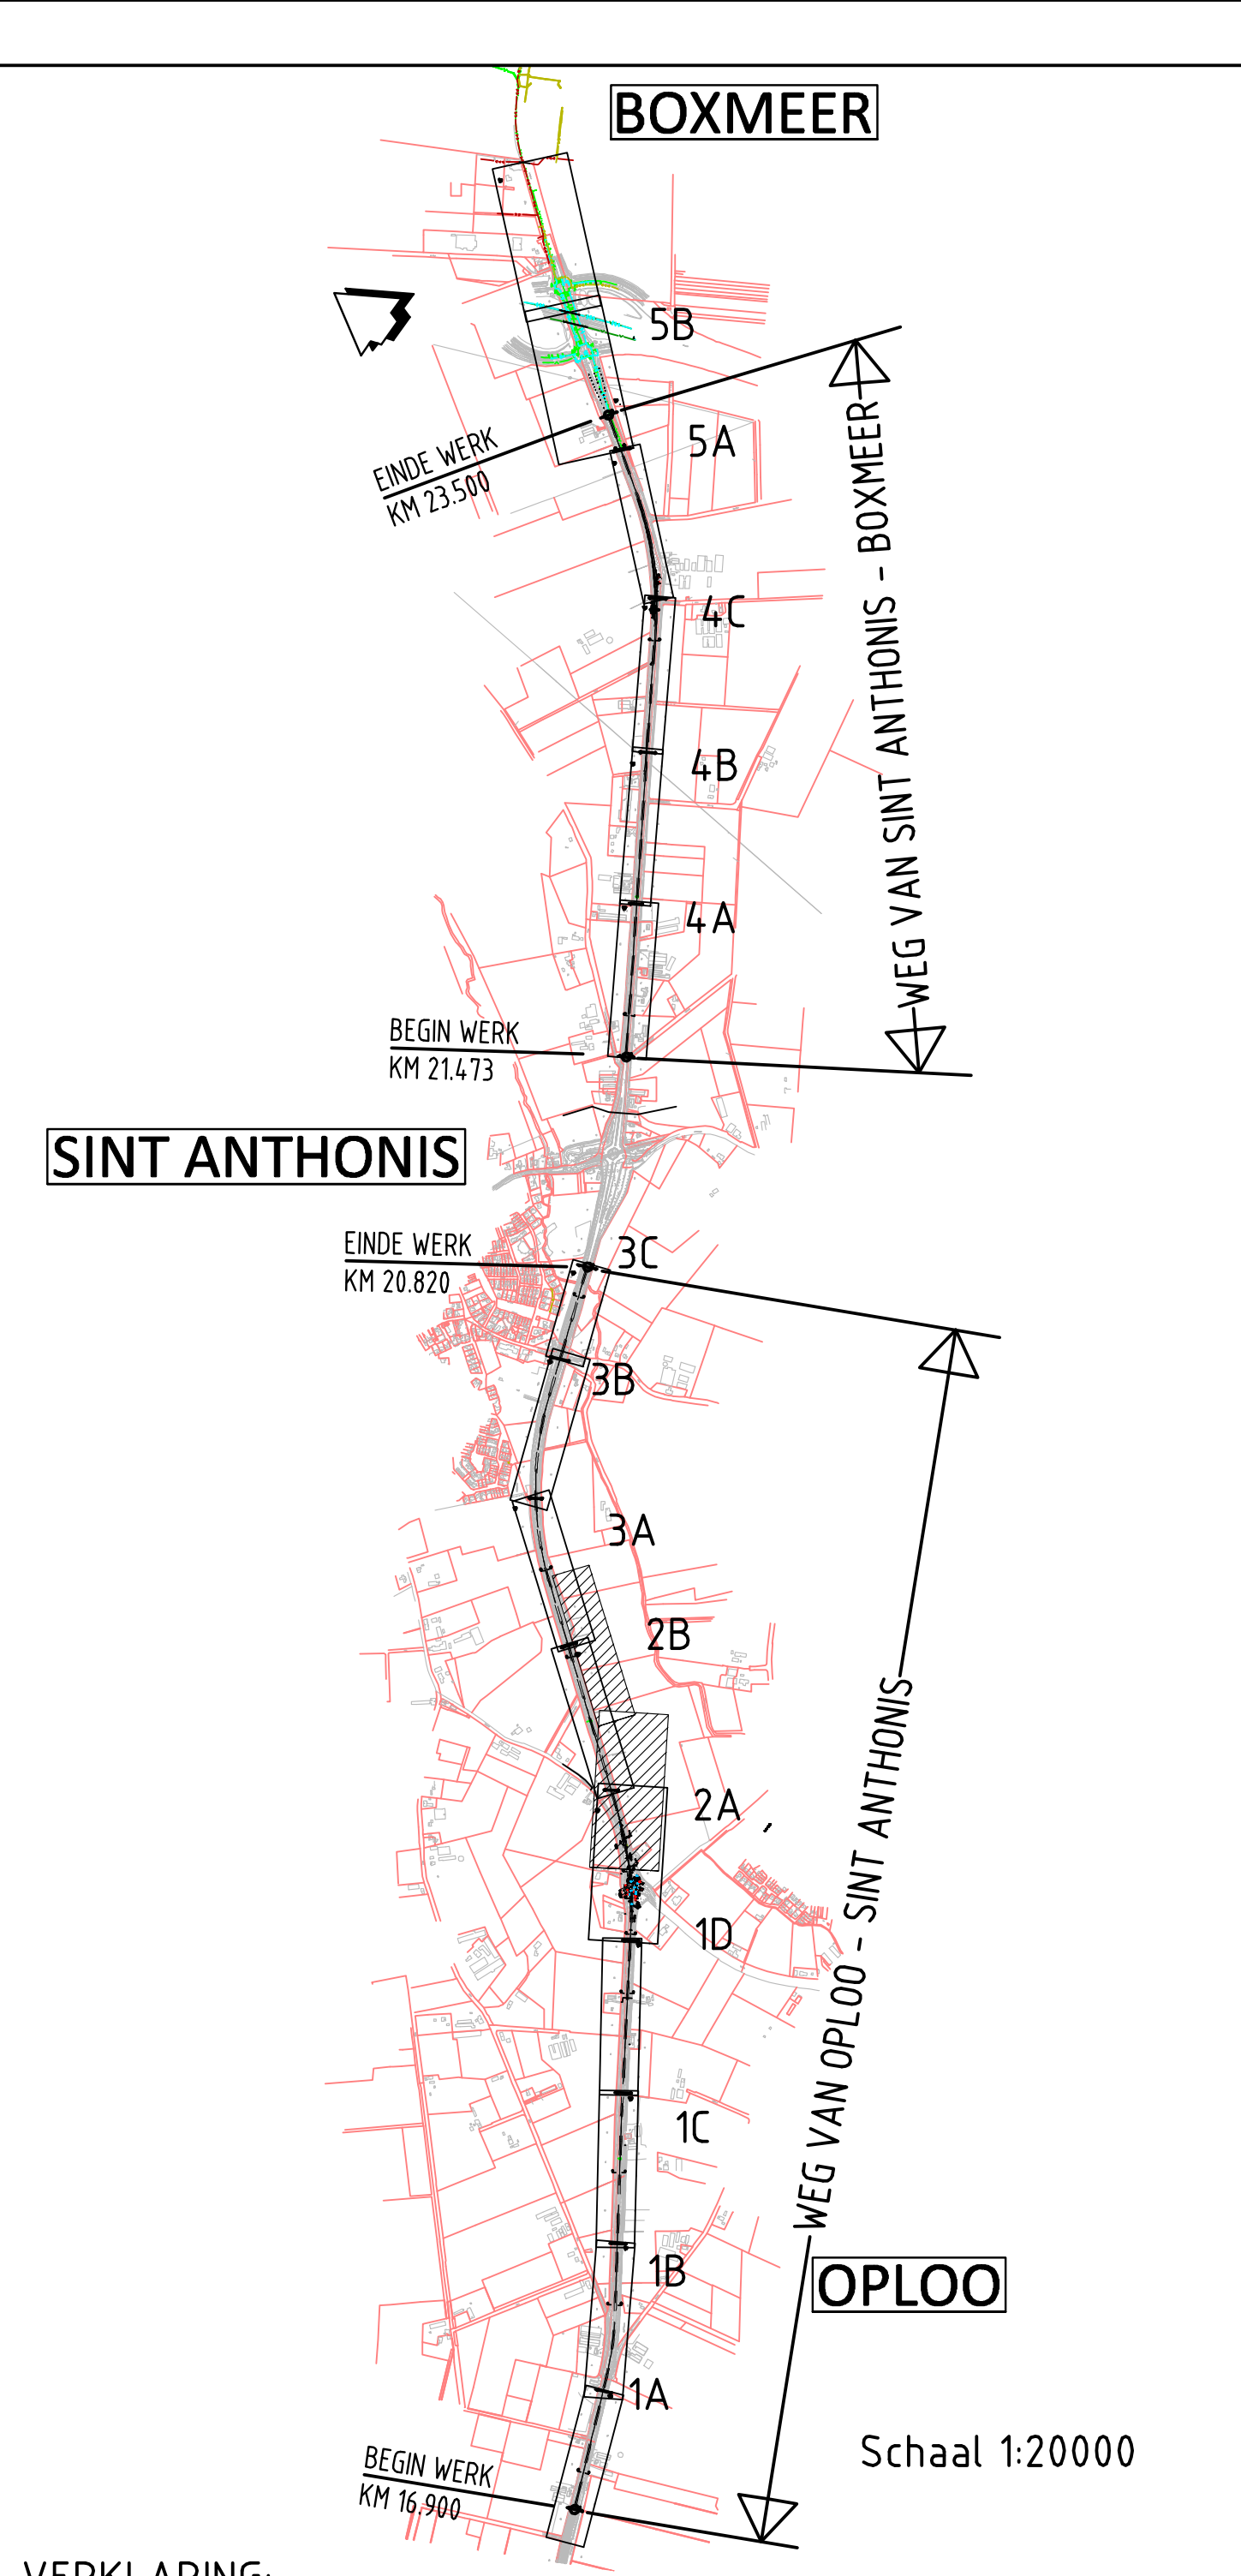 BOXMEER
5B
5A
EINDE WERK
KM 23.500
4C
WEG VAN SINT ANTHONIS - BOXMEER
4B
4A
BEGIN WERK
KM 21.473
SINT ANTHONIS
EINDE WERK
KM 20.820
3C
3B
3A
2B
2A
1D
WEG VAN OPLOO - SINT ANTHONIS
1C
1B
OPLOO
1A
Schaal 1:20000
BEGIN WERK
KM 16.900
VERKLARING: